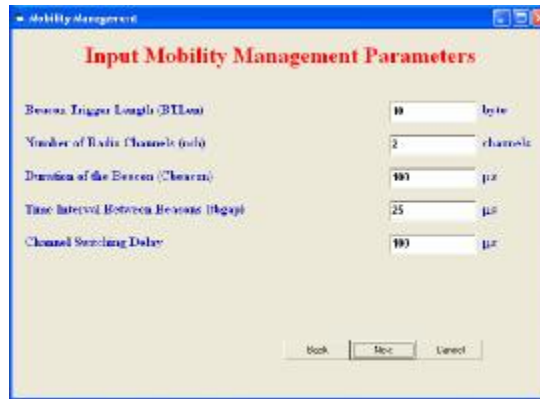 Mobility Management
Input Mobility Management Parameters
Beacon Trigger Length (BTLen) 10 byte
Number of Radio Channels (nch) 2 channels
Duration of the Beacon (Cbeacon) 100 µs
Time Interval Between Beacons (tbgap) 25 µs
Channel Switching Delay 100 µs
Back Next Cancel